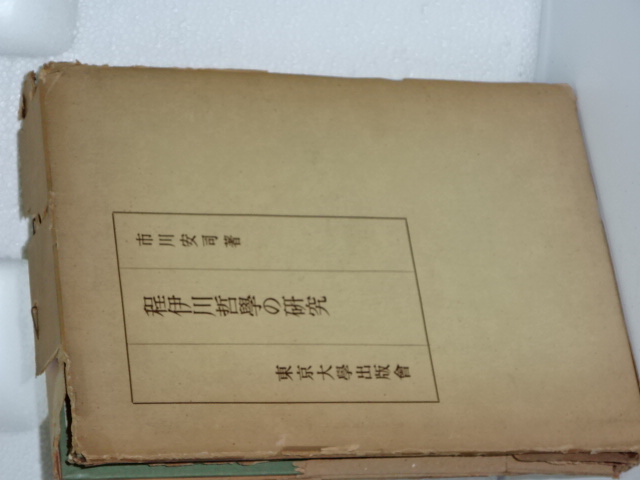 市川安司著
程伊川哲學の研究
東京大學出版會